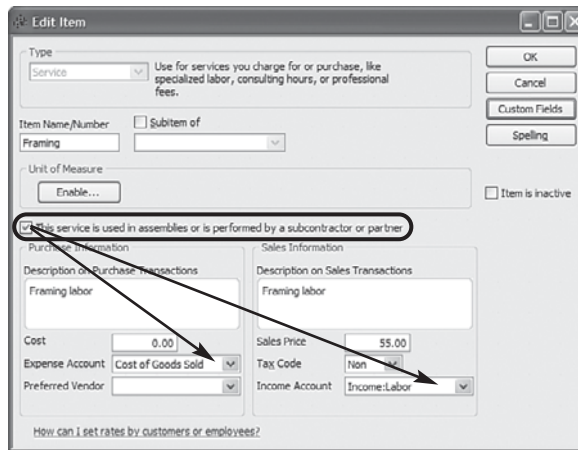 Edit Item
Type
Service
Use for services you charge for or purchase, like
specialized labor, consulting hours, or professional
fees.
OK
Cancel
Custom Fields
Spelling
Item Name/Number
Subitem of
Framing
Unit of Measure
Enable...
Item is inactive
This service is used in assemblies or is performed by a subcontractor or partner
Purchase Information
Sales Information
Description on Purchase Transactions
Description on Sales Transactions
Framing labor
Framing labor
Cost
0.00
Sales Price
55.00
Expense Account
Cost of Goods Sold
Tax Code
Non
Preferred Vendor
Income Account
Income:Labor
How can I set rates by customers or employees?